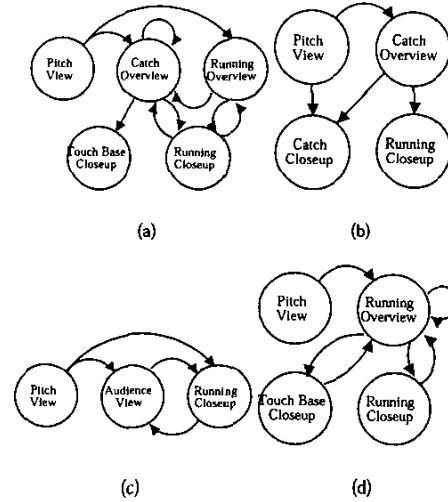 Pitch
View
Catch
Overview
Running
Overview
Touch Base
Closeup
Running
Closeup
(a)
Pitch
View
Catch
Overview
Catch
Closeup
Running
Closeup
(b)
Pitch
View
Audience
View
Running
Closeup
(c)
Pitch
View
Running
Overview
Touch Base
Closeup
Running
Closeup
(d)